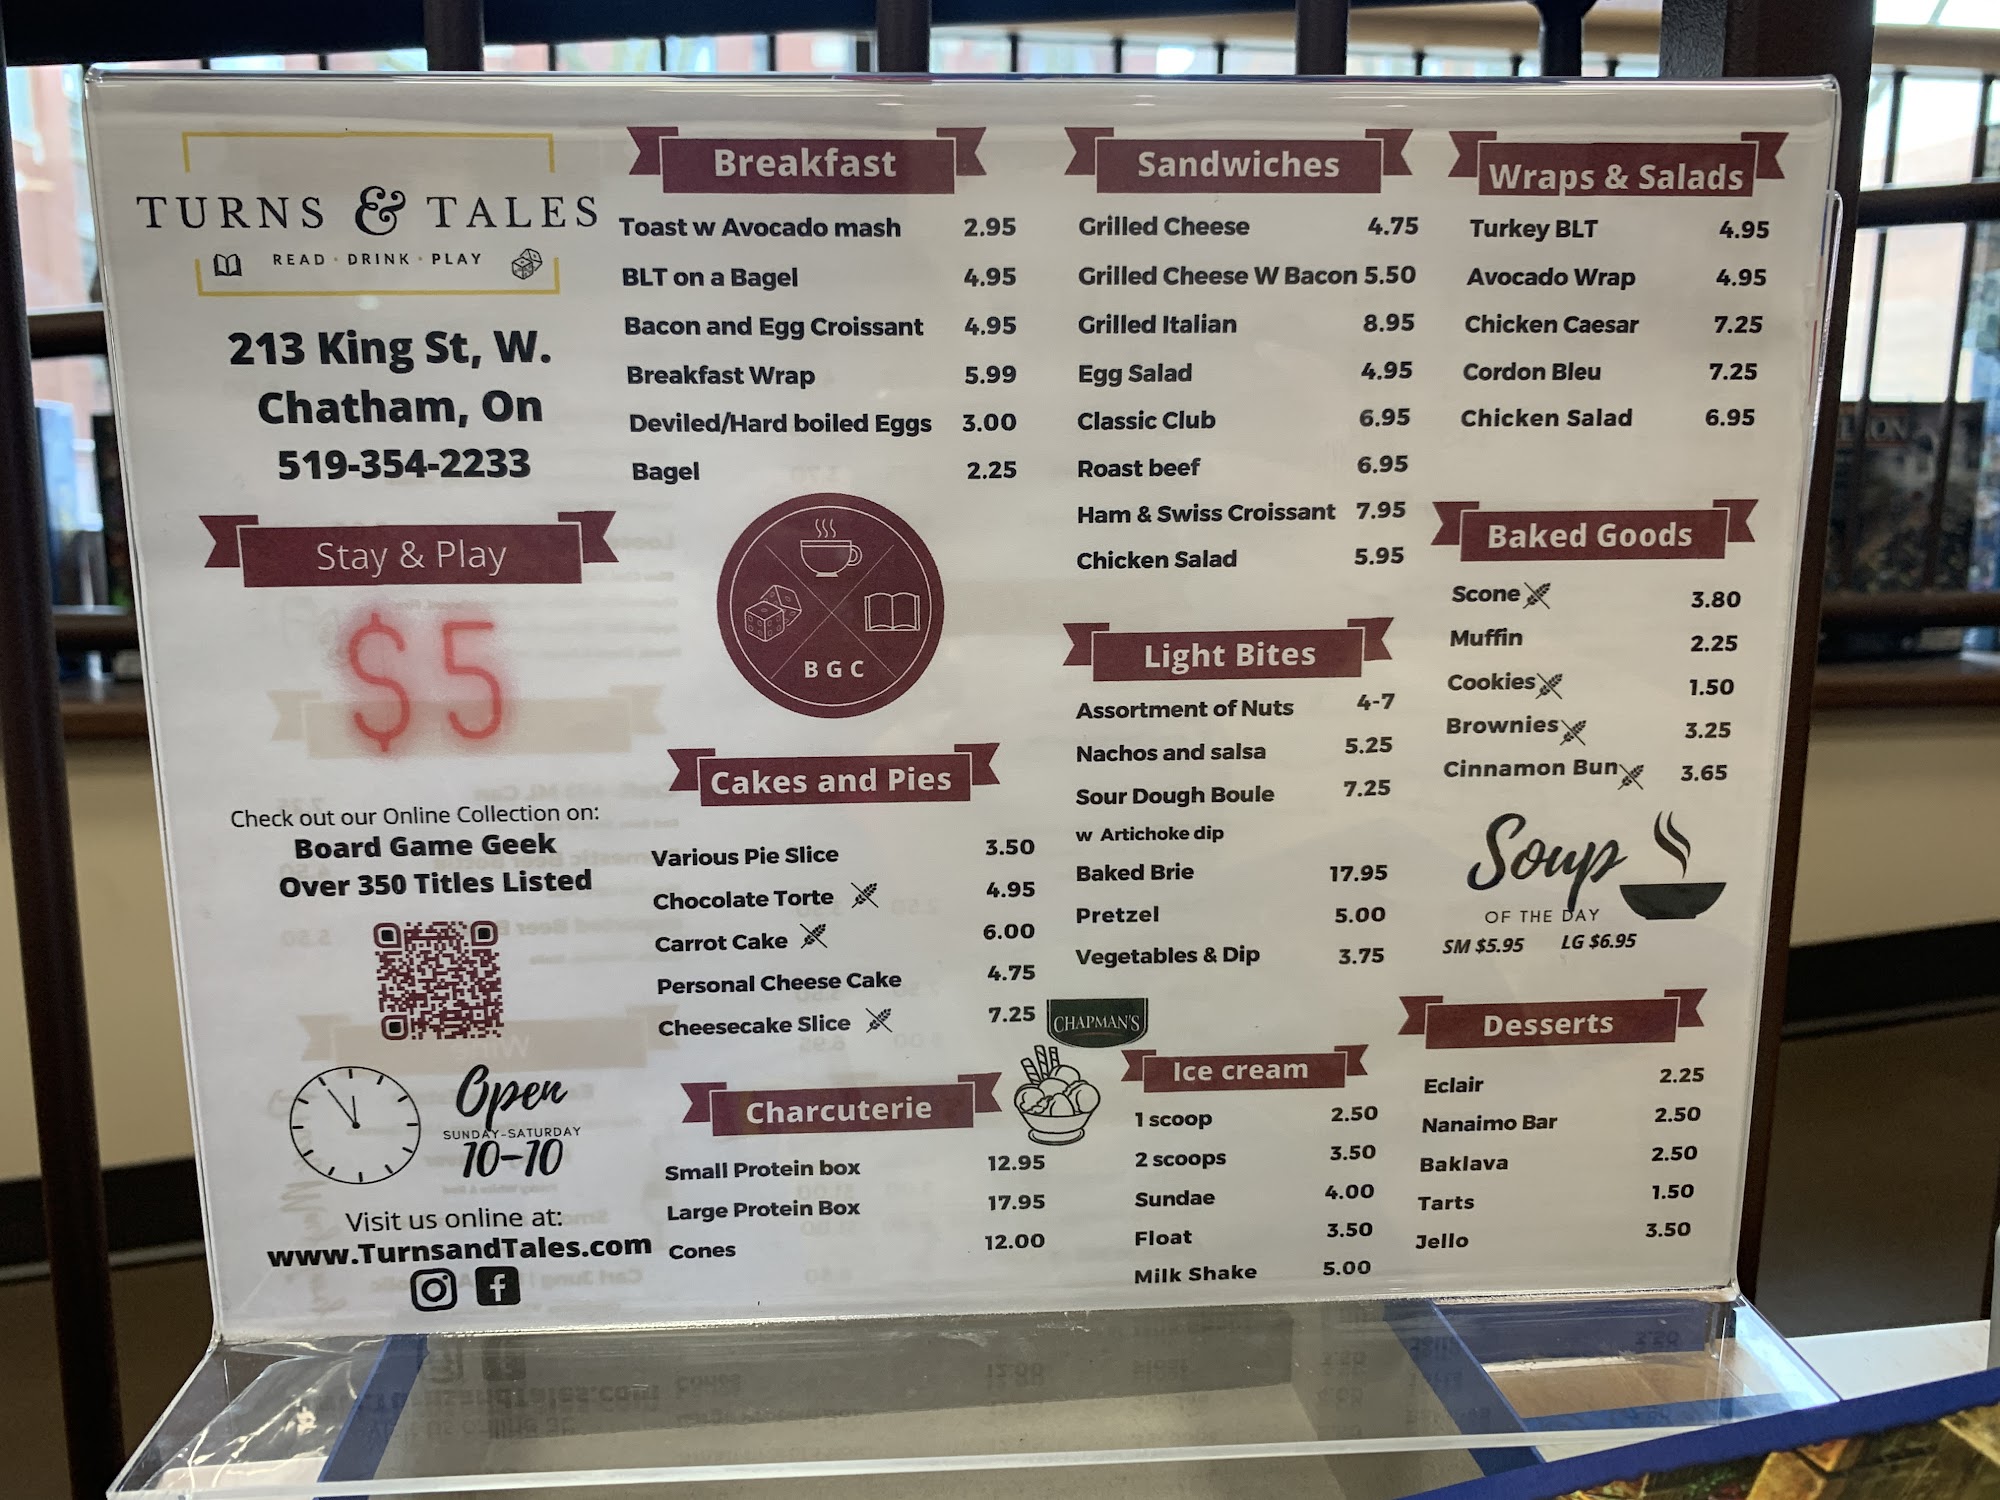 TURNS & TALES
READ · DRINK · PLAY
213 King St, W.
Chatham, On
519-354-2233
Stay & Play
$5
Check out our Online Collection on:
Board Game Geek
Over 350 Titles Listed
Open
SUNDAY-SATURDAY
10-10
Visit us online at:
www.TurnsandTales.com
Breakfast
Toast w Avocado mash 2.95
BLT on a Bagel 4.95
Bacon and Egg Croissant 4.95
Breakfast Wrap 5.99
Deviled/Hard boiled Eggs 3.00
Bagel 2.25
BGC
Cakes and Pies
Various Pie Slice 3.50
Chocolate Torte 4.95
Carrot Cake 6.00
Personal Cheese Cake 4.75
Cheesecake Slice 7.25
Charcuterie
Small Protein box 12.95
Large Protein Box 17.95
Cones 12.00
Sandwiches
Grilled Cheese 4.75
Grilled Cheese W Bacon 5.50
Grilled Italian 8.95
Egg Salad 4.95
Classic Club 6.95
Roast beef 6.95
Ham & Swiss Croissant 7.95
Chicken Salad 5.95
Light Bites
Assortment of Nuts 4-7
Nachos and salsa 5.25
Sour Dough Boule 7.25
w Artichoke dip
Baked Brie 17.95
Pretzel 5.00
Vegetables & Dip 3.75
CHAPMAN'S
Ice cream
1 scoop 2.50
2 scoops 3.50
Sundae 4.00
Float 3.50
Milk Shake 5.00
Wraps & Salads
Turkey BLT 4.95
Avocado Wrap 4.95
Chicken Caesar 7.25
Cordon Bleu 7.25
Chicken Salad 6.95
Baked Goods
Scone 3.80
Muffin 2.25
Cookies 1.50
Brownies 3.25
Cinnamon Bun 3.65
Soup
OF THE DAY
SM $5.95 LG $6.95
Desserts
Eclair 2.25
Nanaimo Bar 2.50
Baklava 2.50
Tarts 1.50
Jello 3.50